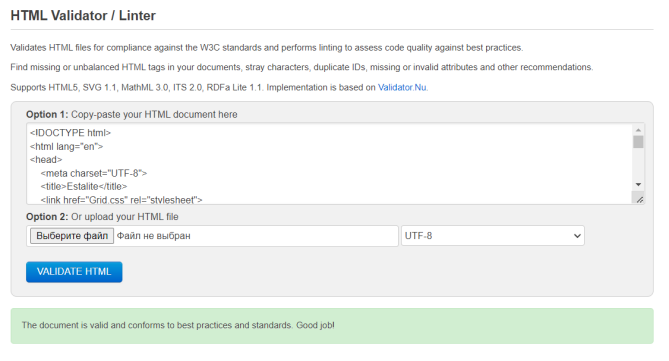 HTML Validator / Linter
Validates HTML files for compliance against the W3C standards and performs linting to assess code quality against best practices.
Find missing or unbalanced HTML tags in your documents, stray characters, duplicate IDs, missing or invalid attributes and other recommendations.
Supports HTML5, SVG 1.1, MathML 3.0, ITS 2.0, RDFa Lite 1.1. Implementation is based on Validator.Nu.
Option 1: Copy-paste your HTML document here
<!DOCTYPE html>
<html lang="en">
<head>
<meta charset="UTF-8">
<title>Estalite</title>
<link href="Grid.css" rel="stylesheet">
Option 2: Or upload your HTML file
Выберите файл Файл не выбран UTF-8
VALIDATE HTML
The document is valid and conforms to best practices and standards. Good job!